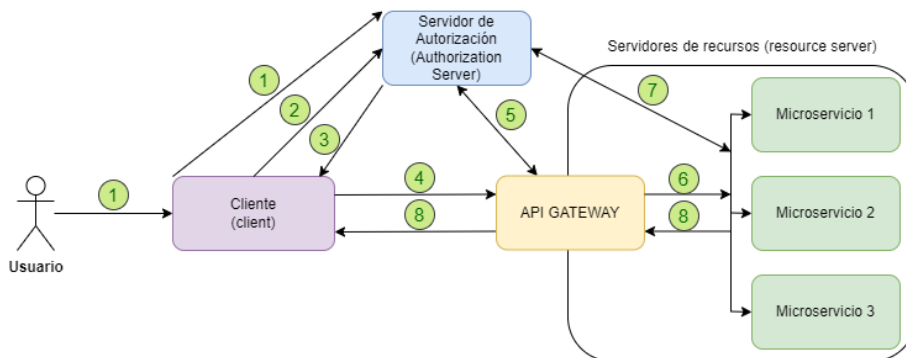 Servidor de
Autorización
(Authorization
Server)
Servidores de recursos (resource server)
1
2
3
5
7
Microservicio 1
1
Cliente
(client)
4
8
API GATEWAY
6
8
Microservicio 2
Usuario
Microservicio 3